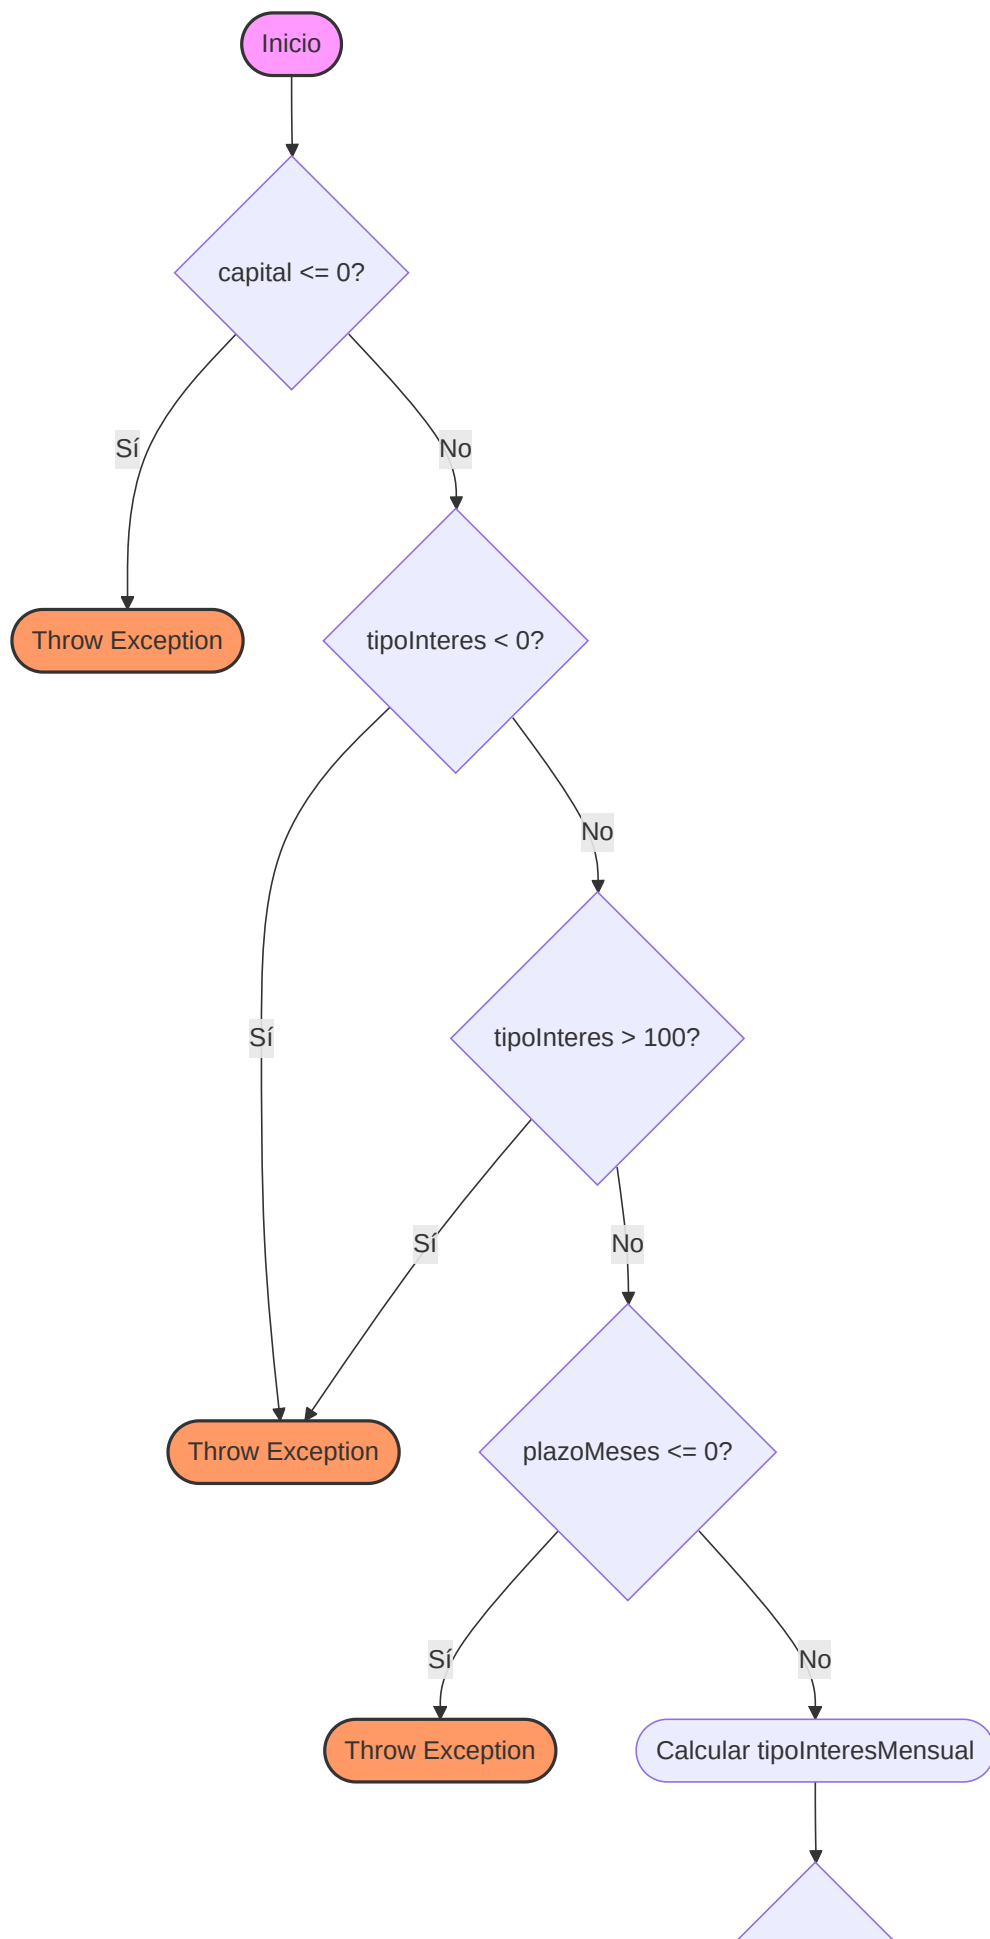 Inicio
capital <= 0?
Sí
No
Throw Exception
tipoInteres < 0?
No
Sí
tipoInteres > 100?
Sí
No
Throw Exception
plazoMeses <= 0?
Sí
No
Throw Exception
Calcular tipoInteresMensual